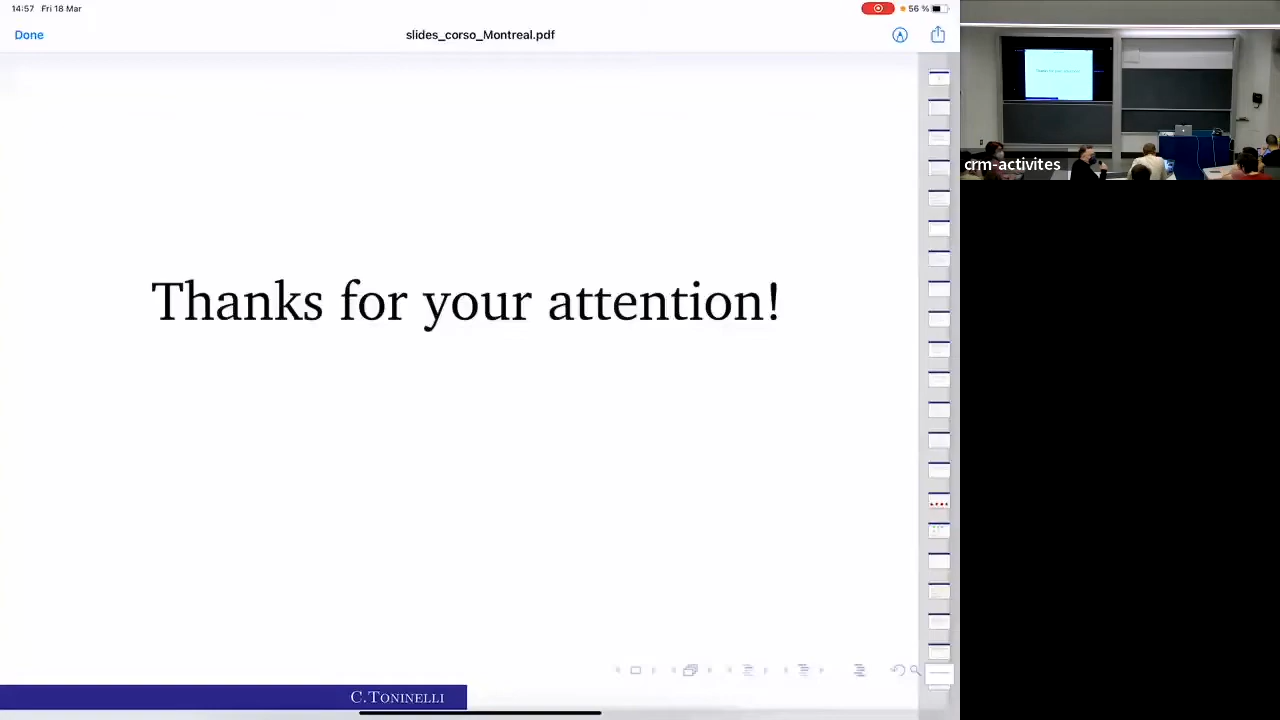 14:57 Fri 18 Mar
56 %
Done
slides_corso_Montreal.pdf
Thanks for your attention!
C.Toninelli
crm-activites